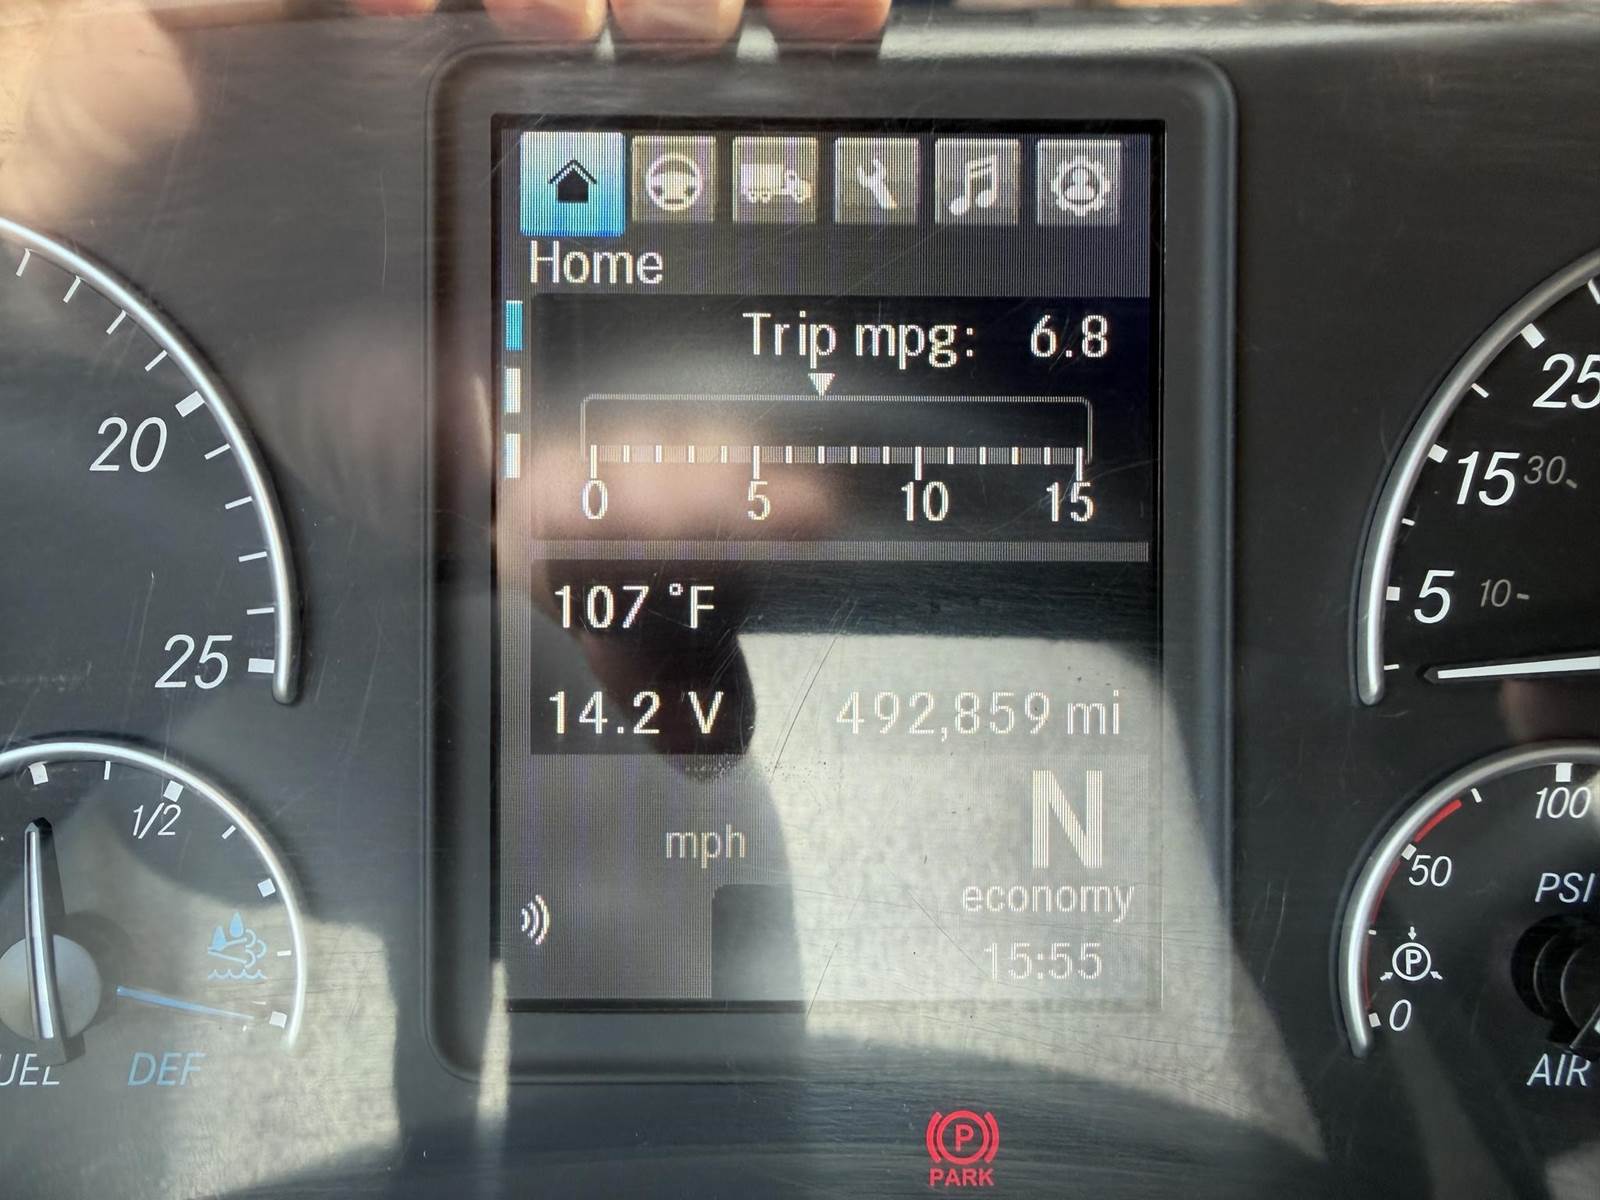 Home
Trip mpg: 6.8
0 5 10 15
107 °F
14.2 V 492,859 mi
mph
N
economy
15:55
20
25
1/2
UEL
DEF
25
15 30
5 10
100
50
PSI
P
0
AIR
P
PARK